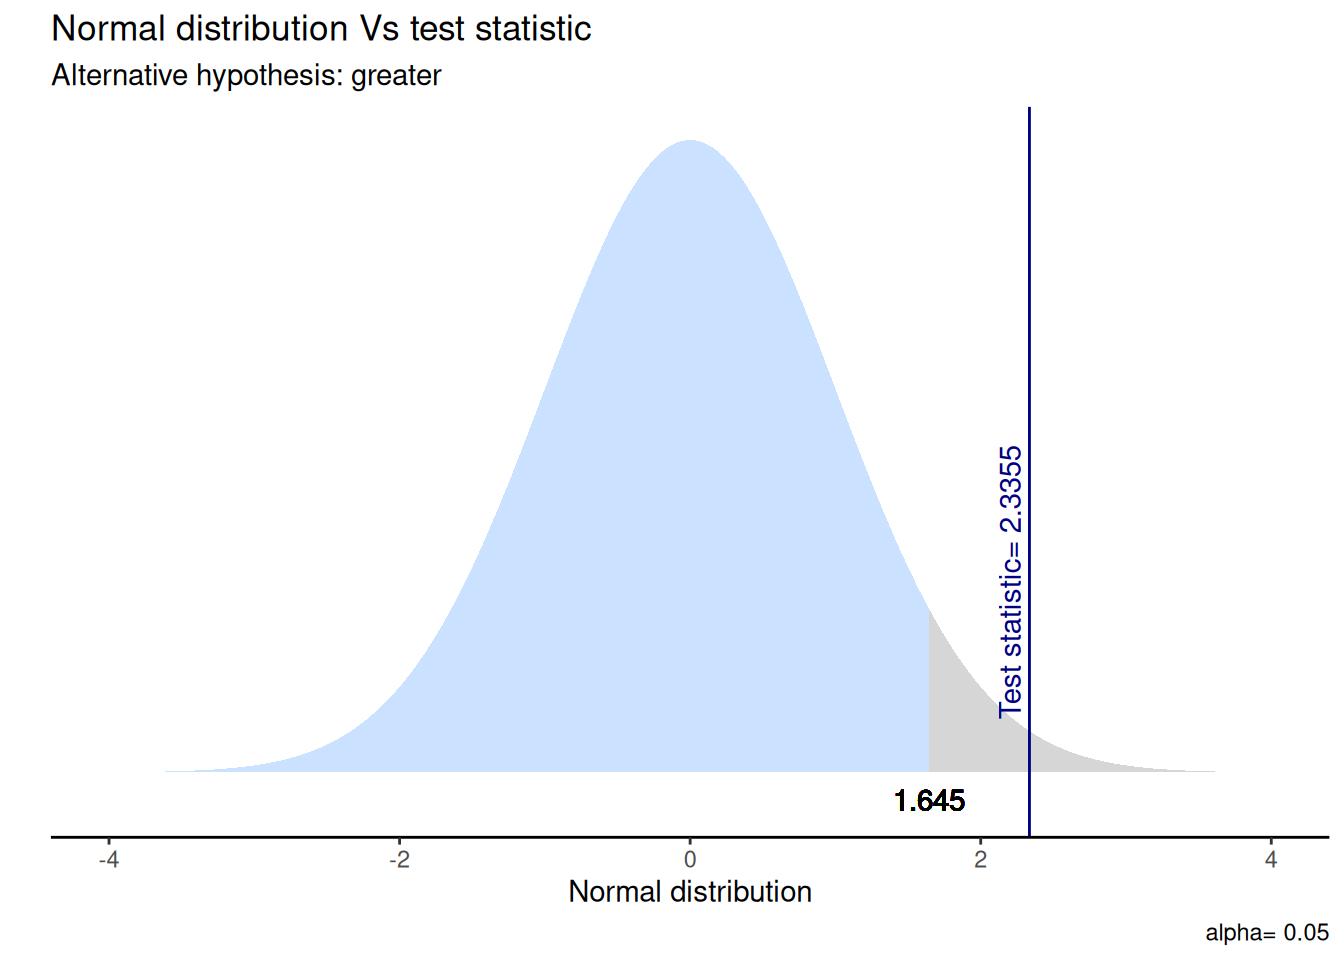 Normal distribution Vs test statistic
Alternative hypothesis: greater
Test statistic= 2.3355
1.645
-4 -2 0 2 4
Normal distribution
alpha= 0.05